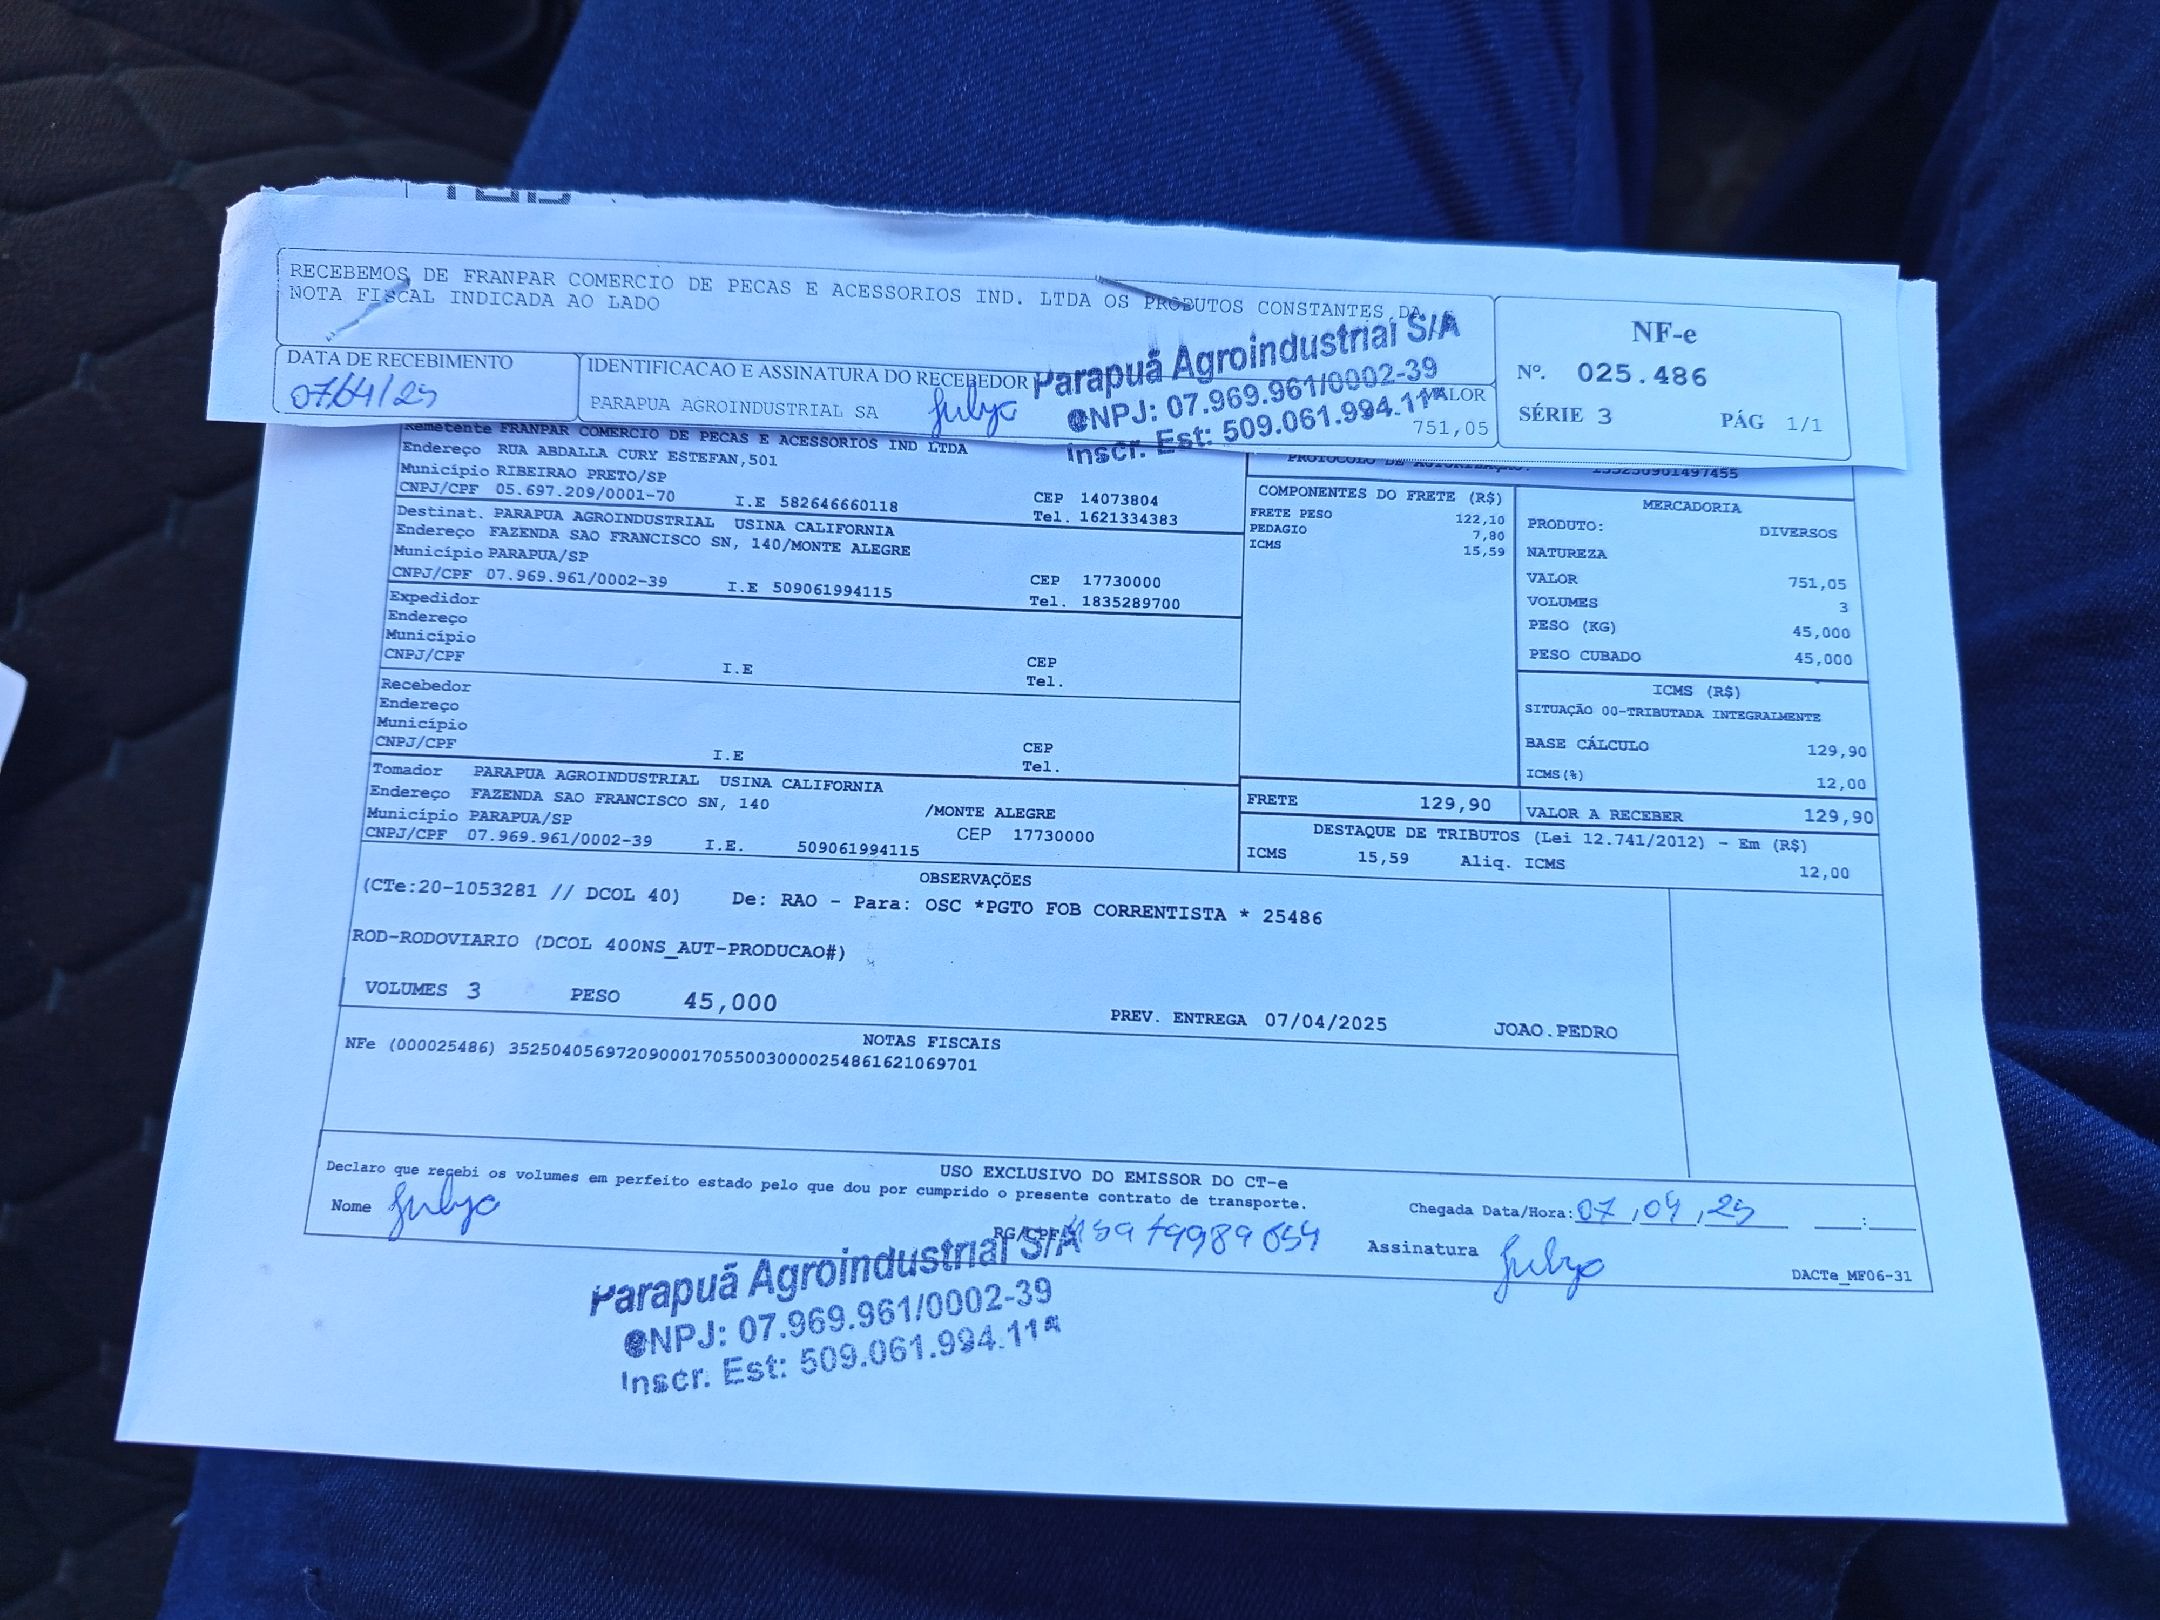 RECEBEMOS DE FRANPAR COMERCIO DE PECAS E ACESSORIOS IND. LTDA OS PRODUTOS CONSTANTES DA
NOTA FISCAL INDICADA AO LADO
DATA DE RECEBIMENTO
07/04/25
IDENTIFICACAO E ASSINATURA DO RECEBEDOR
PARAPUA AGROINDUSTRIAL SA
VALOR
751,05
Parapuã Agroindustrial S/A
CNPJ: 07.969.961/0002-39
Inscr. Est: 509.061.994.11
NF-e
Nº. 025.486
SÉRIE 3 PÁG 1/1
Remetente FRANPAR COMERCIO DE PECAS E ACESSORIOS IND LTDA
Endereço RUA ABDALLA CURY ESTEFAN,501
Município RIBEIRAO PRETO/SP
CNPJ/CPF 05.697.209/0001-70 I.E 582646660118
CEP 14073804
Tel. 1621334383
Destinat. PARAPUA AGROINDUSTRIAL USINA CALIFORNIA
Endereço FAZENDA SAO FRANCISCO SN, 140/MONTE ALEGRE
Município PARAPUA/SP
CNPJ/CPF 07.969.961/0002-39 I.E 509061994115
CEP 17730000
Tel. 1835289700
Expedidor
Endereço
Município
CNPJ/CPF I.E
CEP
Tel.
Recebedor
Endereço
Município
CNPJ/CPF I.E
CEP
Tel.
Tomador PARAPUA AGROINDUSTRIAL USINA CALIFORNIA
Endereço FAZENDA SAO FRANCISCO SN, 140 /MONTE ALEGRE
Município PARAPUA/SP CEP 17730000
CNPJ/CPF 07.969.961/0002-39 I.E. 509061994115
PROTOCOLO DE AUTORIZAÇÃO:
COMPONENTES DO FRETE (R$)
FRETE PESO 122,10
PEDAGIO 7,80
ICMS 15,59
MERCADORIA
PRODUTO: DIVERSOS
NATUREZA
VALOR 751,05
VOLUMES 3
PESO (KG) 45,000
PESO CUBADO 45,000
ICMS (R$)
SITUAÇÃO 00-TRIBUTADA INTEGRALMENTE
BASE CÁLCULO 129,90
ICMS(%) 12,00
FRETE 129,90
VALOR A RECEBER 129,90
DESTAQUE DE TRIBUTOS (Lei 12.741/2012) - Em (R$)
ICMS 15,59 Aliq. ICMS 12,00
OBSERVAÇÕES
(CTe:20-1053281 // DCOL 40) De: RAO - Para: OSC *PGTO FOB CORRENTISTA * 25486
ROD-RODOVIARIO (DCOL 400NS_AUT-PRODUCAO#)
VOLUMES 3 PESO 45,000
PREV. ENTREGA 07/04/2025 JOAO.PEDRO
NOTAS FISCAIS
NFe (000025486) 35250405697209000170550030000254861621069701
USO EXCLUSIVO DO EMISSOR DO CT-e
Declaro que recebi os volumes em perfeito estado pelo que dou por cumprido o presente contrato de transporte.
Nome
RG/CPF
Chegada Data/Hora: 07,04,25 :
Assinatura
DACTe_MF06-31
Parapuã Agroindustrial S/A
CNPJ: 07.969.961/0002-39
Inscr. Est: 509.061.994.11